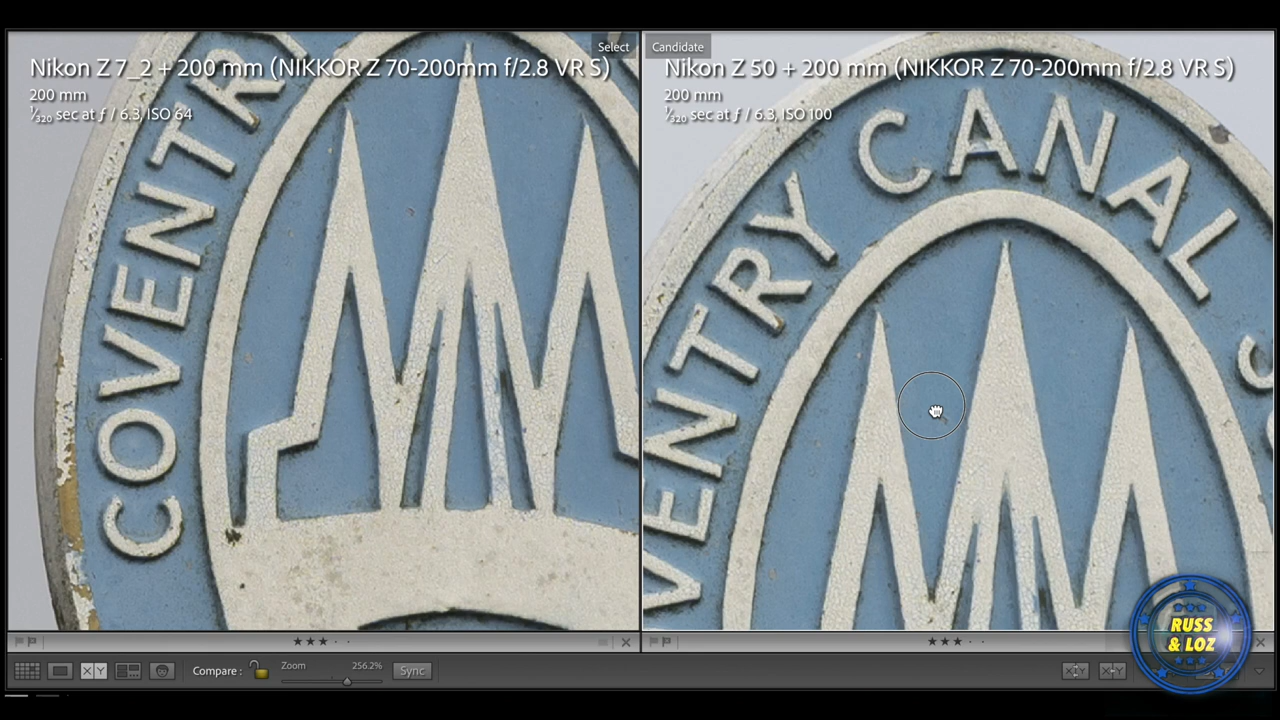 Select
Nikon Z 7_2 + 200 mm (NIKKOR Z 70-200mm f/2.8 VR S)
200 mm
1/320 sec at ƒ / 6.3, ISO 64
COVENTRY
Candidate
Nikon Z 50 + 200 mm (NIKKOR Z 70-200mm f/2.8 VR S)
200 mm
1/320 sec at ƒ / 6.3, ISO 100
VENTRY CANAL
Compare :
Zoom
256.2%
Sync
XY
RUSS
& LOZ